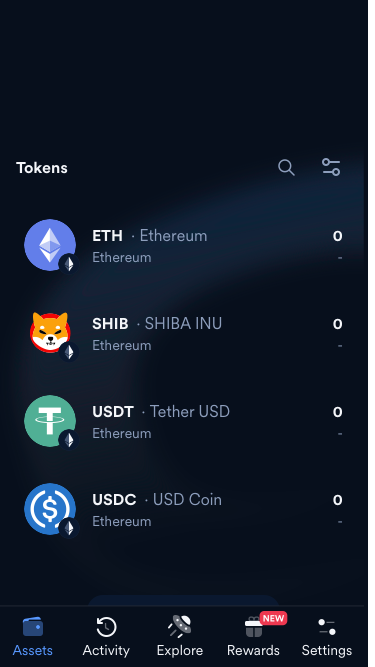 Tokens
ETH · Ethereum 0
Ethereum -
SHIB · SHIBA INU 0
Ethereum -
USDT · Tether USD 0
Ethereum -
USDC · USD Coin 0
Ethereum -
NEW
Assets Activity Explore Rewards Settings